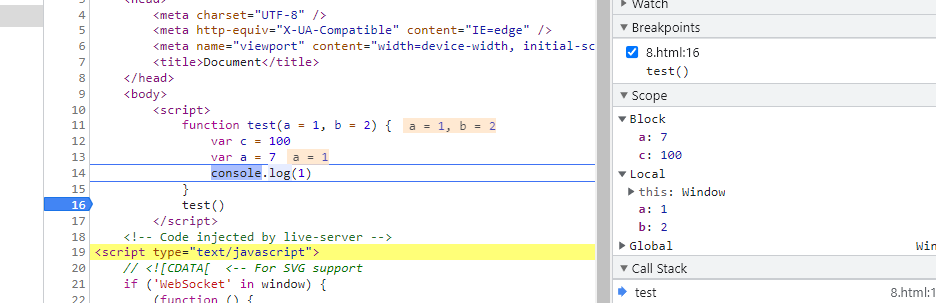 3 <head>
4 <meta charset="UTF-8" />
5 <meta http-equiv="X-UA-Compatible" content="IE=edge" />
6 <meta name="viewport" content="width=device-width, initial-sc
7 <title>Document</title>
8 </head>
9 <body>
10 <script>
11 function test(a = 1, b = 2) { a = 1, b = 2
12 var c = 100
13 var a = 7 a = 1
14 console.log(1)
15 }
16 test()
17 </script>
18 <!-- Code injected by live-server -->
19 <script type="text/javascript">
20 // <![CDATA[ <-- For SVG support
21 if ('WebSocket' in window) {
22 (function () {
Watch
Breakpoints
8.html:16
test()
Scope
Block
a: 7
c: 100
Local
this: Window
a: 1
b: 2
Global Win
Call Stack
test 8.html:1